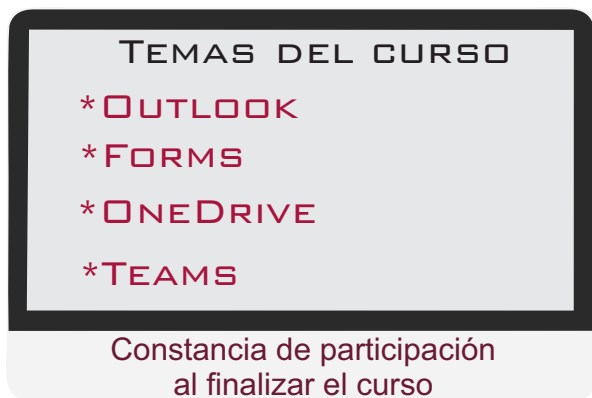 TEMAS DEL CURSO
*OUTLOOK
*FORMS
*ONEDRIVE
*TEAMS
Constancia de participación
al finalizar el curso